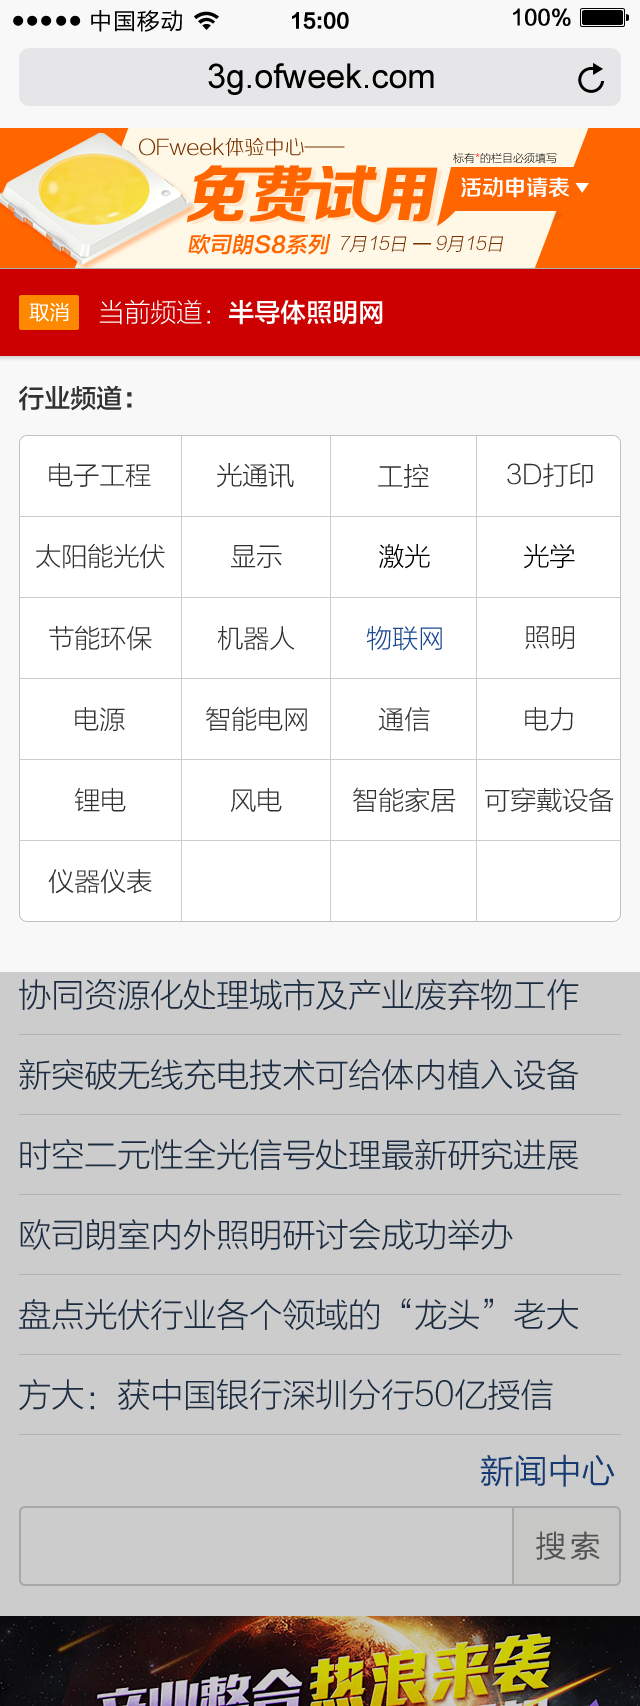 中国移动 15:00 100%
3g.ofweek.com
OFweek体验中心——
标有*的栏目必须填写
免费试用
活动申请表
欧司朗S8系列 7月15日 — 9月15日
取消 当前频道：半导体照明网
行业频道：
电子工程 光通讯 工控 3D打印
太阳能光伏 显示 激光 光学
节能环保 机器人 物联网 照明
电源 智能电网 通信 电力
锂电 风电 智能家居 可穿戴设备
仪器仪表
协同资源化处理城市及产业废弃物工作
新突破无线充电技术可给体内植入设备
时空二元性全光信号处理最新研究进展
欧司朗室内外照明研讨会成功举办
盘点光伏行业各个领域的“龙头”老大
方大：获中国银行深圳分行50亿授信
新闻中心
搜索
产业整合热浪来袭